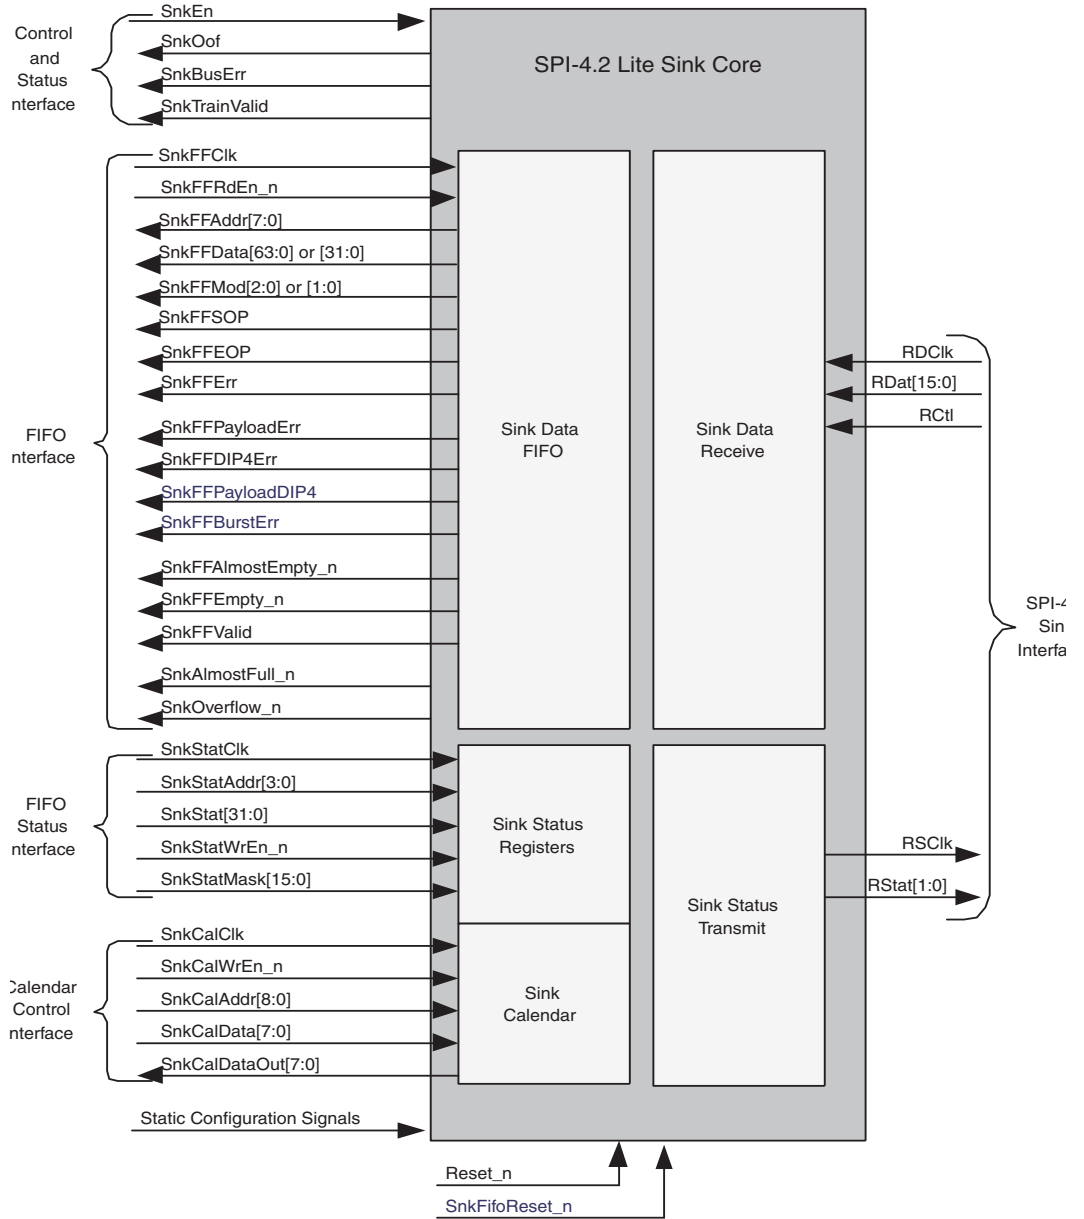 SPI-4.2 Lite Sink Core
Control
and
Status
nterface
SnkEn
SnkOof
SnkBusErr
SnkTrainValid
FIFO
nterface
SnkFFClk
SnkFFRdEn_n
SnkFFAddr[7:0]
SnkFFData[63:0] or [31:0]
SnkFFMod[2:0] or [1:0]
SnkFFSOP
SnkFFEOP
SnkFFErr
SnkFFPayloadErr
SnkFFDIP4Err
SnkFFPayloadDIP4
SnkFFBurstErr
SnkFFAlmostEmpty_n
SnkFFEmpty_n
SnkFFValid
SnkAlmostFull_n
SnkOverflow_n
Sink Data
FIFO
Sink Data
Receive
RDClk
RDat[15:0]
RCtl
SPI-4
Sin
Interfa
FIFO
Status
nterface
SnkStatClk
SnkStatAddr[3:0]
SnkStat[31:0]
SnkStatWrEn_n
SnkStatMask[15:0]
Sink Status
Registers
Sink Status
Transmit
RSClk
RStat[1:0]
Calendar
Control
nterface
SnkCalClk
SnkCalWrEn_n
SnkCalAddr[8:0]
SnkCalData[7:0]
SnkCalDataOut[7:0]
Sink
Calendar
Static Configuration Signals
Reset_n
SnkFifoReset_n